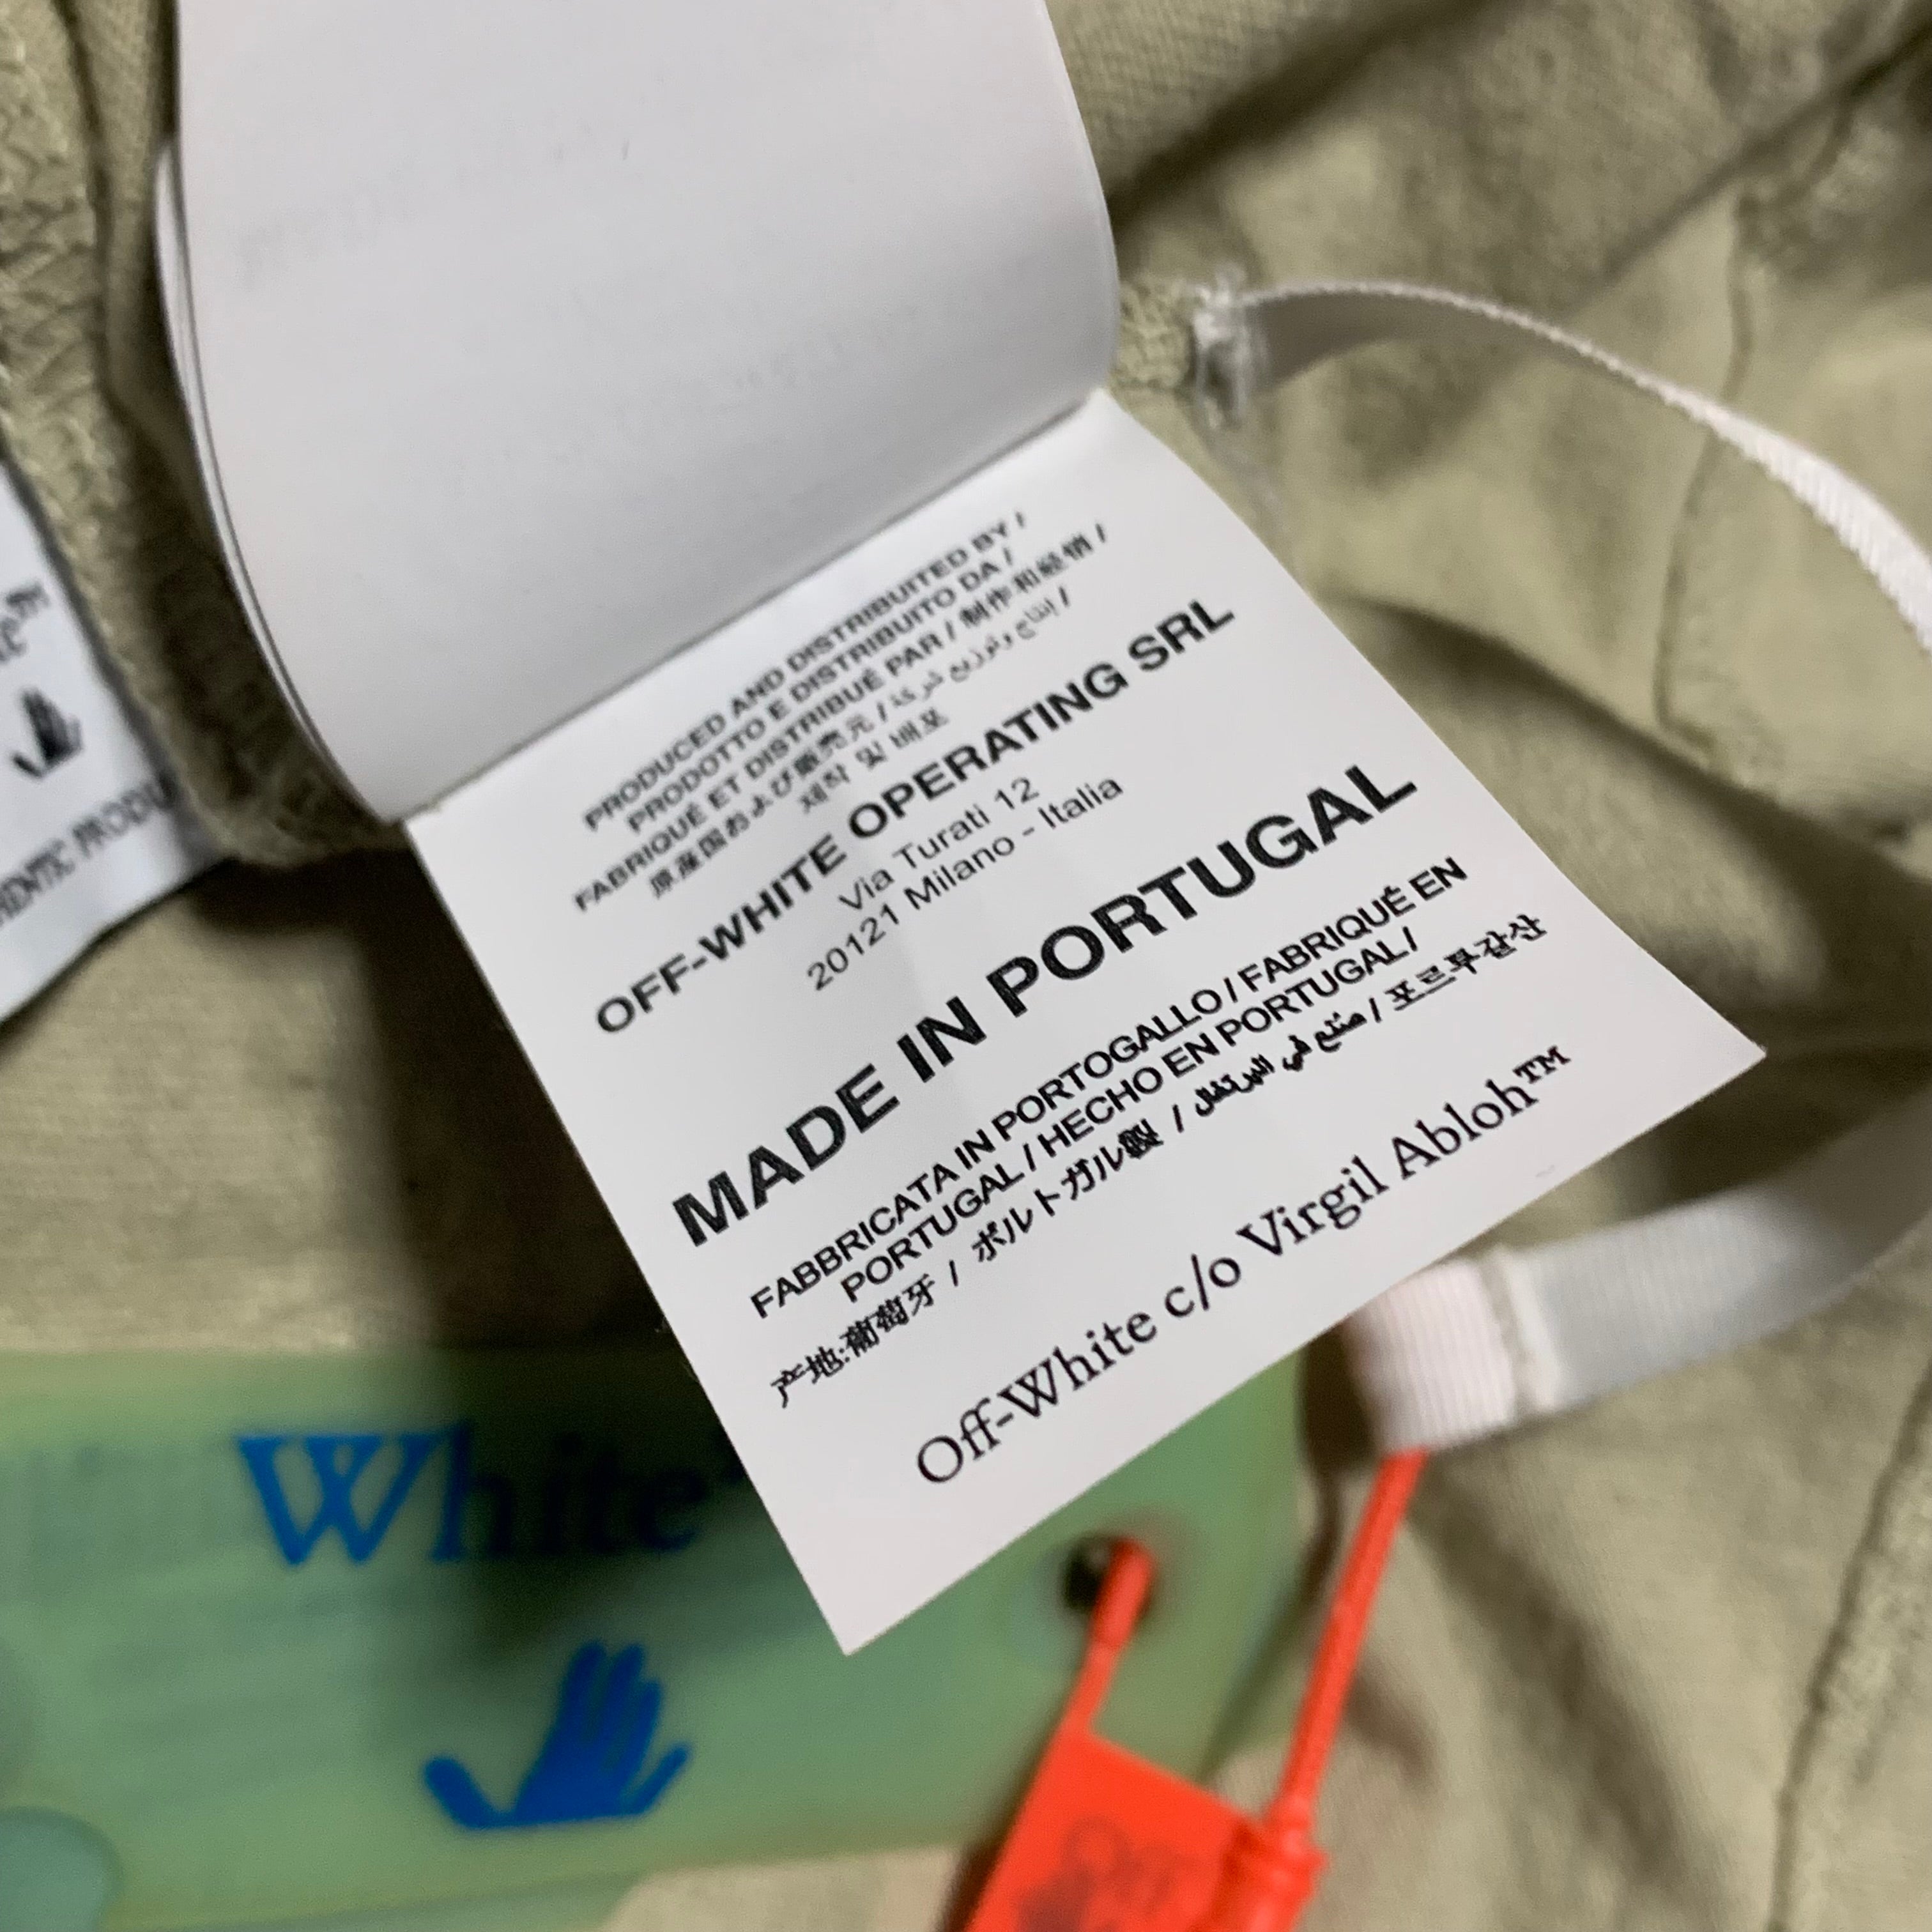 PRODUCED AND DISTRIBUITED BY /
PRODOTTO E DISTRIBUITO DA /
FABRIQUÉ ET DISTRIBUÉ PAR / 制作和经销 /
原産国および販売元 / إنتاج وتوزيع شركة /
제작 및 배포
OFF-WHITE OPERATING SRL
Via Turati 12
20121 Milano - Italia
MADE IN PORTUGAL
FABBRICATA IN PORTOGALLO / FABRIQUÉ EN
PORTUGAL / HECHO EN PORTUGAL /
产地:葡萄牙 / ポルトガル製 / صنع في البرتغال / 포르투갈산
Off-White c/o Virgil Abloh™
White